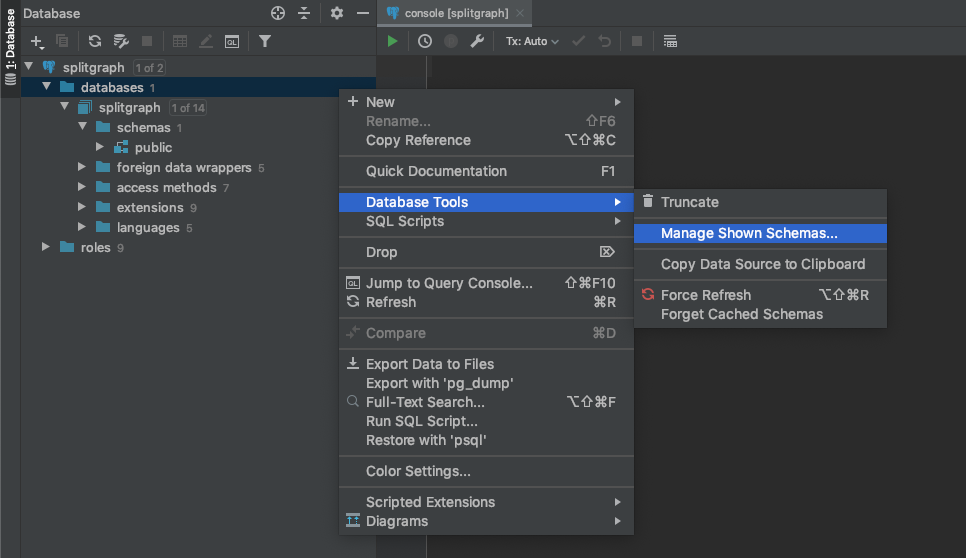 Database
console [splitgraph]
1: Database
Tx: Auto
splitgraph 1 of 2
databases 1
splitgraph 1 of 14
schemas 1
public
foreign data wrappers 5
access methods 7
extensions 9
languages 5
roles 9
New
Rename... ⇧F6
Copy Reference ⌥⇧⌘C
Quick Documentation F1
Database Tools
SQL Scripts
Drop ⌦
QL Jump to Query Console... ⇧⌘F10
Refresh ⌘R
Compare ⌘D
Export Data to Files
Export with 'pg_dump'
Full-Text Search... ⌥⇧⌘F
Run SQL Script...
Restore with 'psql'
Color Settings...
Scripted Extensions
Diagrams
Truncate
Manage Shown Schemas...
Copy Data Source to Clipboard
Force Refresh ⌥⇧⌘R
Forget Cached Schemas